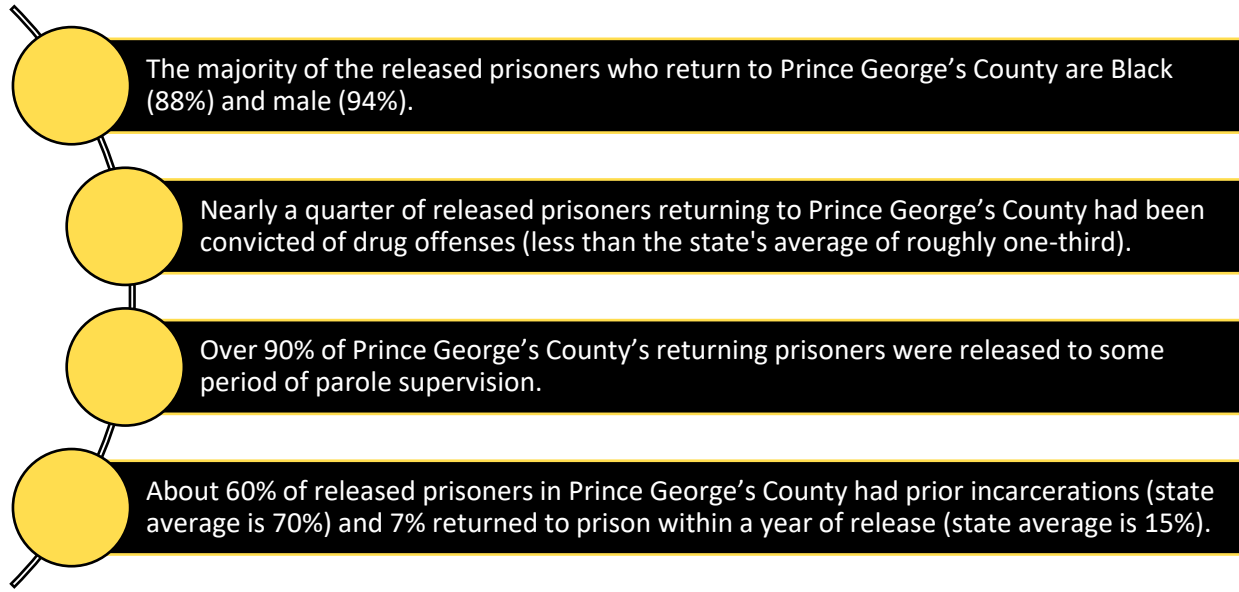 The majority of the released prisoners who return to Prince George’s County are Black
(88%) and male (94%).
Nearly a quarter of released prisoners returning to Prince George’s County had been
convicted of drug offenses (less than the state's average of roughly one-third).
Over 90% of Prince George’s County’s returning prisoners were released to some
period of parole supervision.
About 60% of released prisoners in Prince George’s County had prior incarcerations (state
average is 70%) and 7% returned to prison within a year of release (state average is 15%).